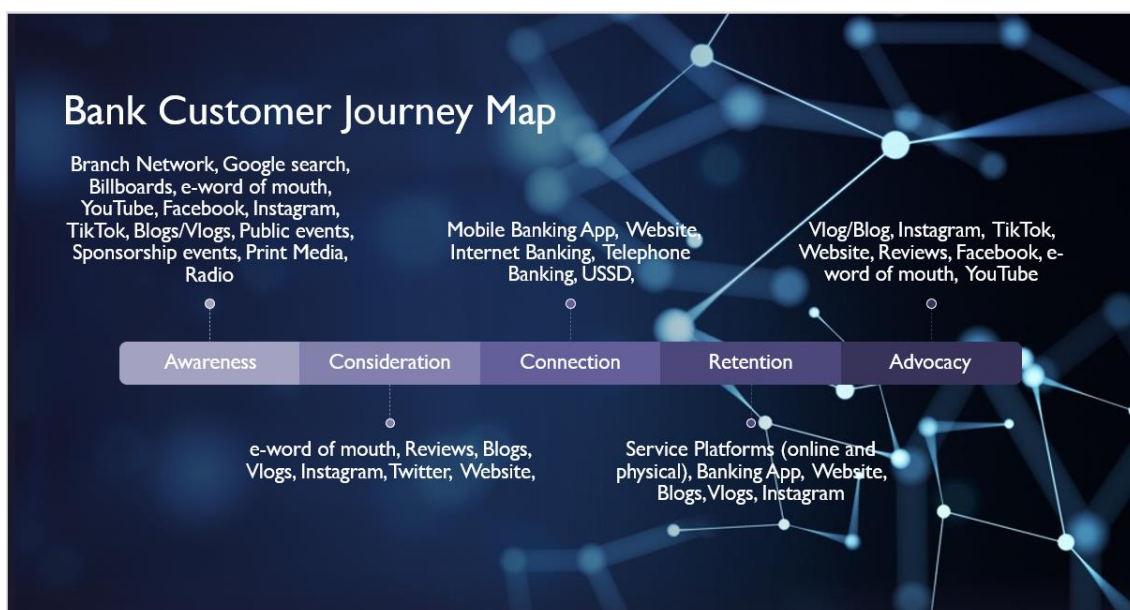 Bank Customer Journey Map
Branch Network, Google search,
Billboards, e-word of mouth,
YouTube, Facebook, Instagram,
TikTok, Blogs/Vlogs, Public events,
Sponsorship events, Print Media,
Radio
Mobile Banking App, Website,
Internet Banking, Telephone
Banking, USSD,
Vlog/Blog, Instagram, TikTok,
Website, Reviews, Facebook, e-
word of mouth, YouTube
Awareness
Consideration
Connection
Retention
Advocacy
e-word of mouth, Reviews, Blogs,
Vlogs, Instagram, Twitter, Website,
Service Platforms (online and
physical), Banking App, Website,
Blogs, Vlogs, Instagram